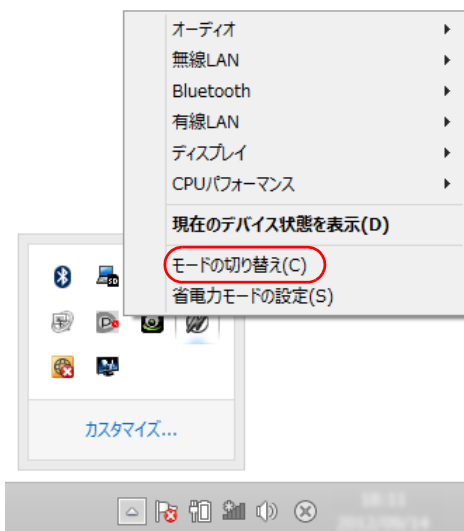 オーディオ
無線LAN
Bluetooth
有線LAN
ディスプレイ
CPUパフォーマンス
現在のデバイス状態を表示(D)
モードの切り替え(C)
省電力モードの設定(S)
カスタマイズ...